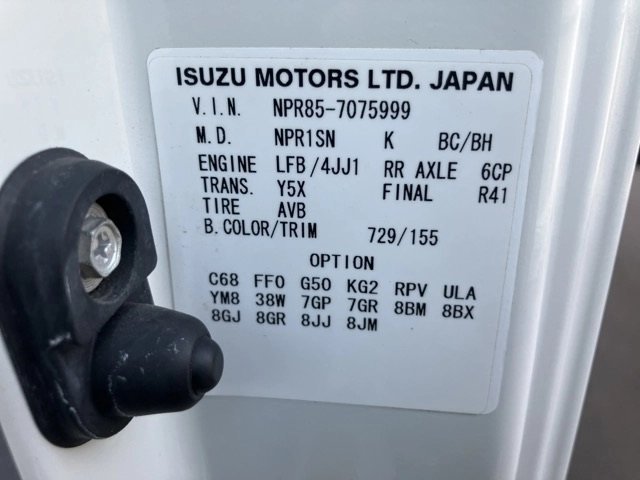 ISUZU MOTORS LTD. JAPAN
V.I.N. NPR85-7075999
M.D. NPR1SN K BC/BH
ENGINE LFB/4JJ1 RR AXLE 6CP
TRANS. Y5X FINAL R41
TIRE AVB
B.COLOR/TRIM 729/155
OPTION
C68 FF0 G50 KG2 RPV ULA
YM8 38W 7GP 7GR 8BM 8BX
8GJ 8GR 8JJ 8JM